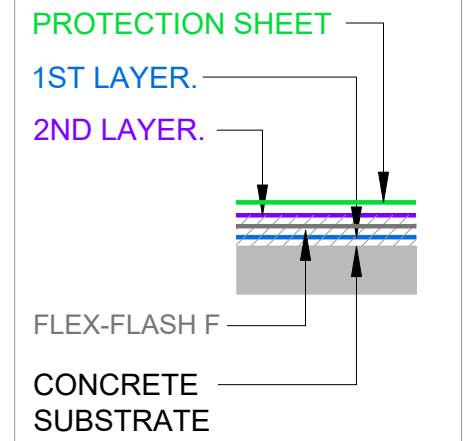 PROTECTION SHEET
1ST LAYER.
2ND LAYER.
FLEX-FLASH F
CONCRETE
SUBSTRATE